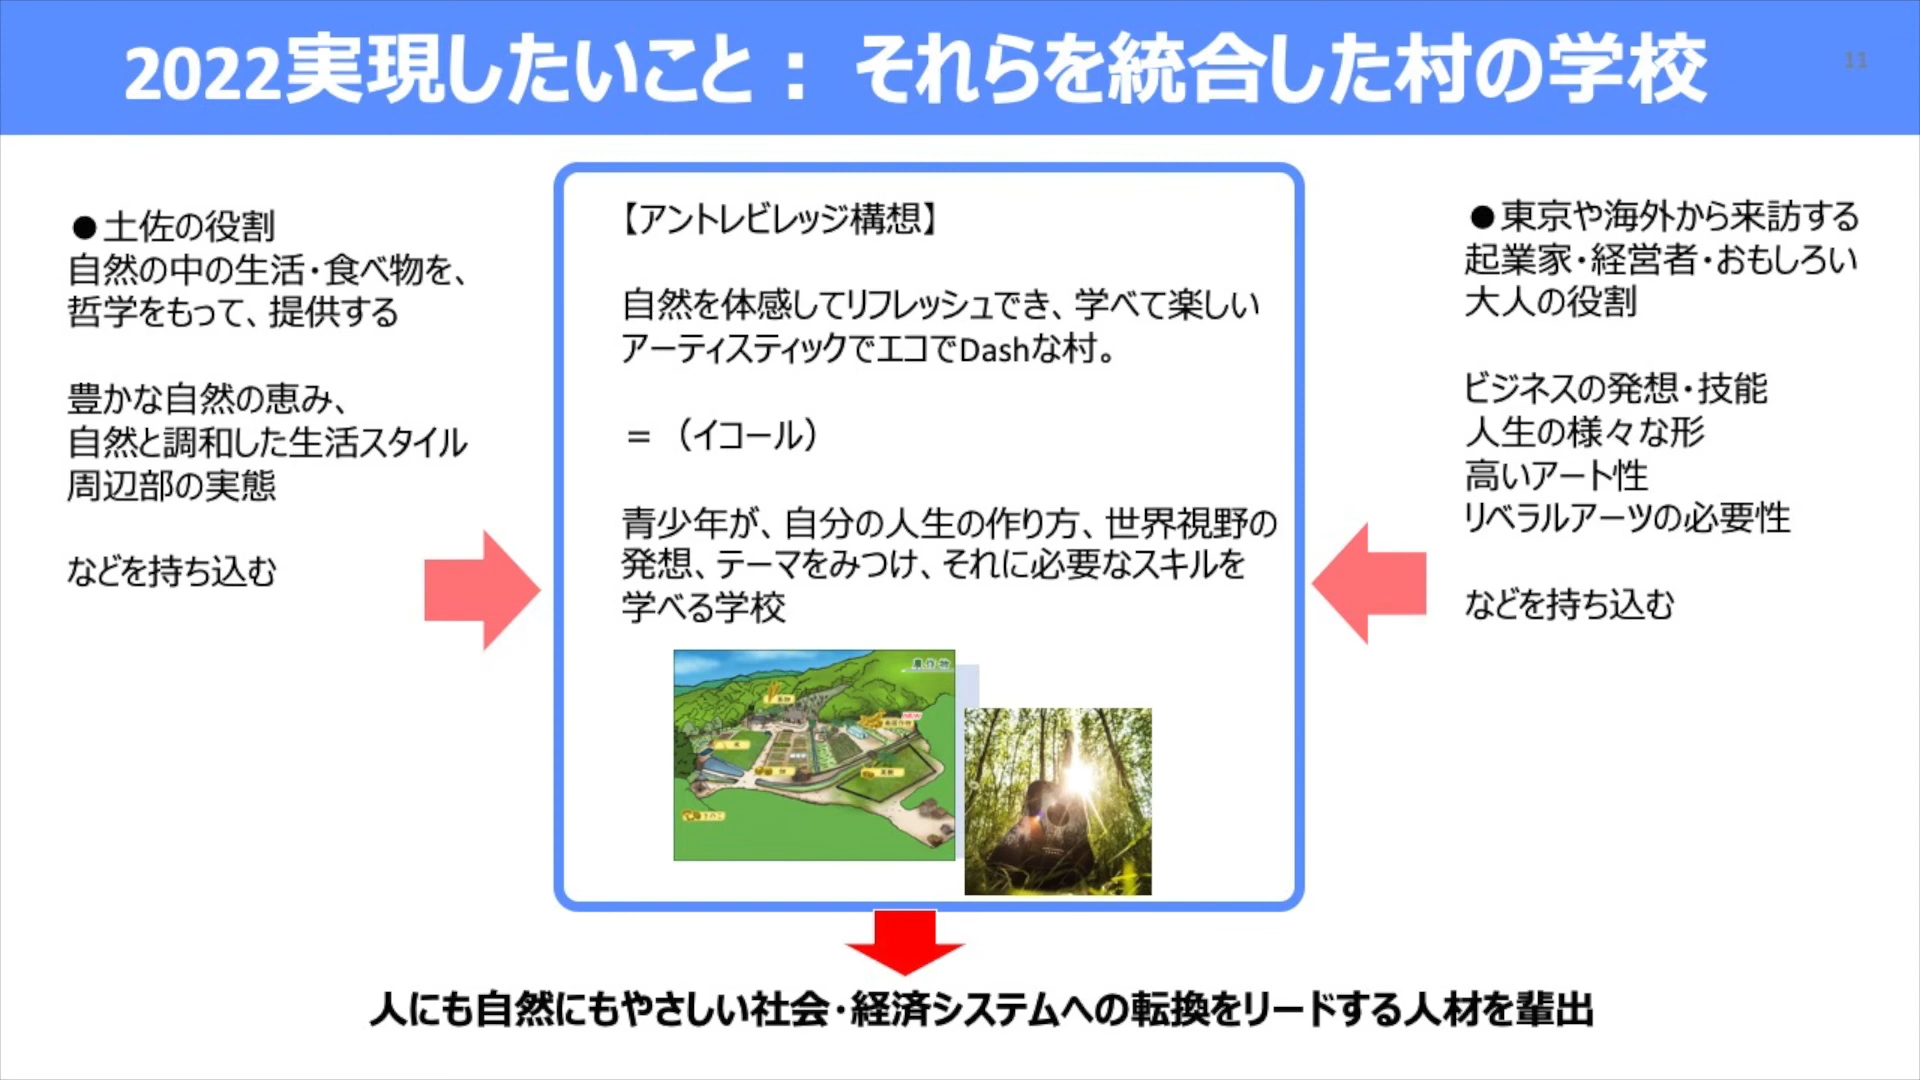 2022実現したいこと： それらを統合した村の学校
11
●土佐の役割
自然の中の生活・食べ物を、
哲学をもって、提供する
豊かな自然の恵み、
自然と調和した生活スタイル
周辺部の実態
などを持ち込む
【アントレビレッジ構想】
自然を体感してリフレッシュでき、学べて楽しい
アーティスティックでエコでDashな村。
＝（イコール）
青少年が、自分の人生の作り方、世界視野の
発想、テーマをみつけ、それに必要なスキルを
学べる学校
農作物
NEW
●東京や海外から来訪する
起業家・経営者・おもしろい
大人の役割
ビジネスの発想・技能
人生の様々な形
高いアート性
リベラルアーツの必要性
などを持ち込む
人にも自然にもやさしい社会・経済システムへの転換をリードする人材を輩出